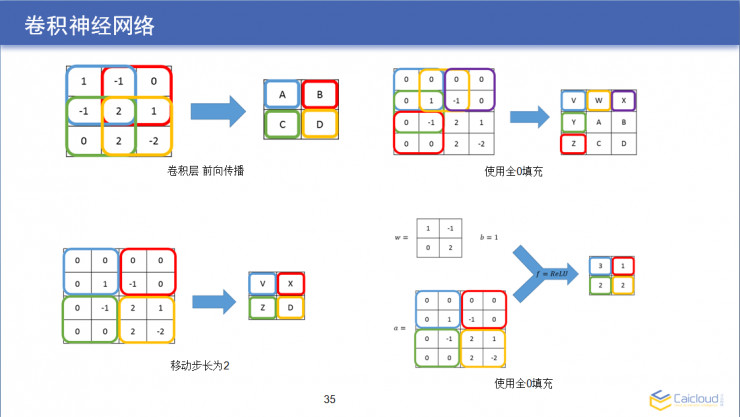 卷积神经网络
1 -1 0
-1 2 1
0 2 -2
A B
C D
卷积层 前向传播
0 0 0 0
0 1 -1 0
0 -1 2 1
0 0 2 -2
V W X
Y A B
Z C D
使用全0填充
0 0 0 0
0 1 -1 0
0 -1 2 1
0 0 2 -2
V X
Z D
移动步长为2
w =
1 -1
0 2
b = 1
a =
0 0 0 0
0 1 -1 0
0 -1 2 1
0 0 2 -2
f = ReLU
3 1
2 2
使用全0填充
35
Caicloud